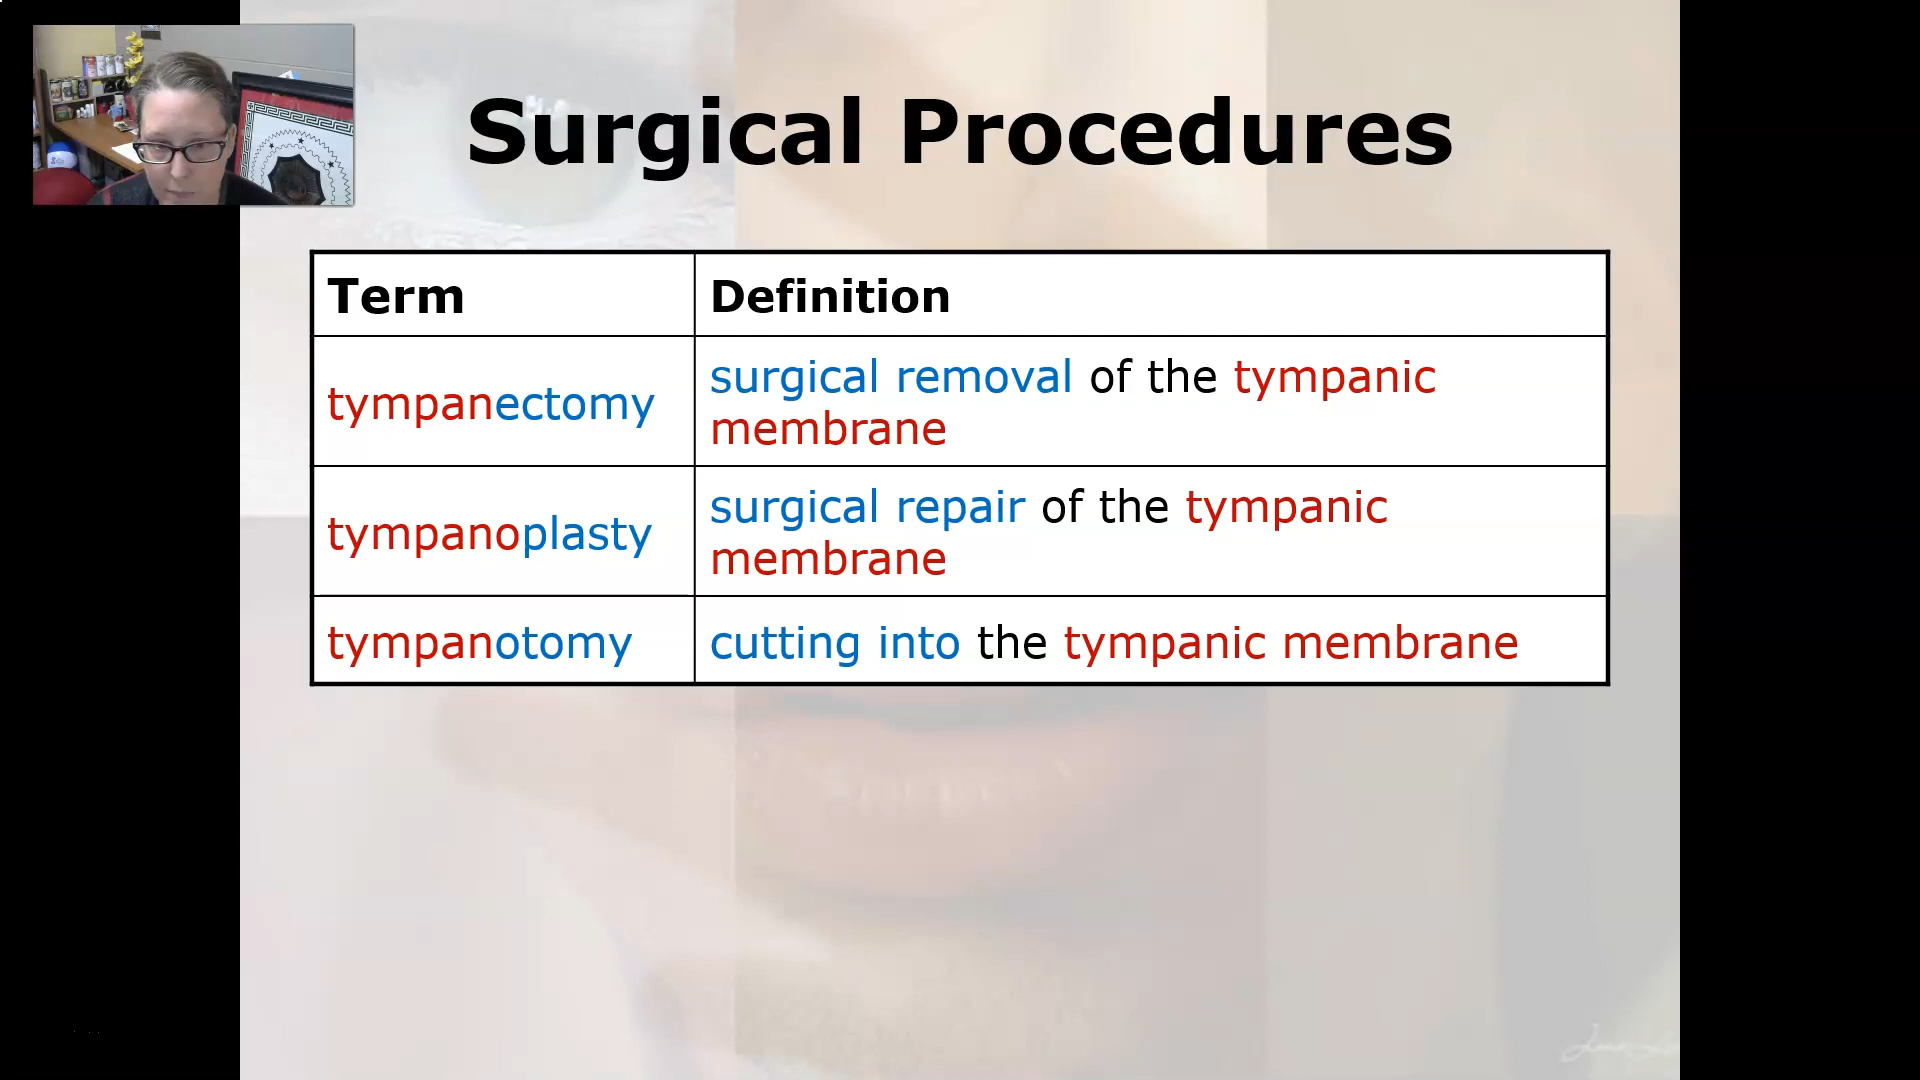 Surgical Procedures
Term
Definition
tympanectomy
surgical removal of the tympanic
membrane
tympanoplasty
surgical repair of the tympanic
membrane
tympanotomy
cutting into the tympanic membrane